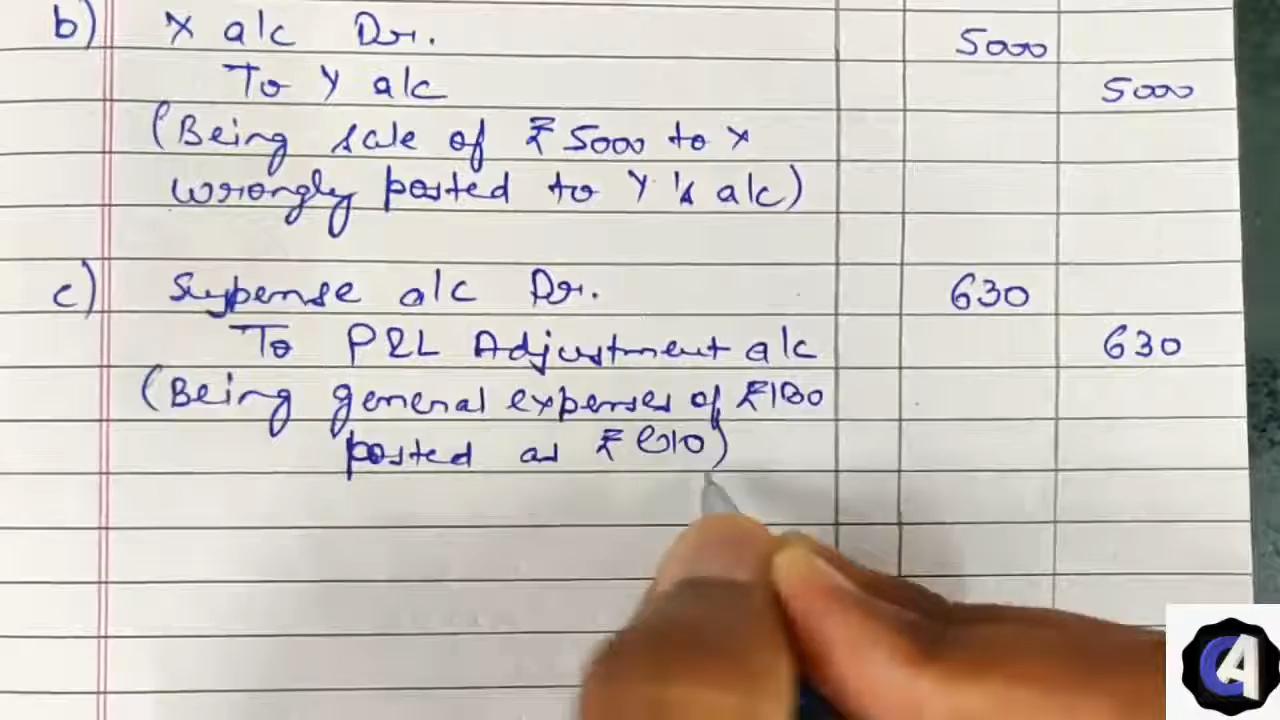 b) X a/c Dr. 5000
To Y a/c 5000
(Being sale of ₹5000 to X
wrongly posted to Y's a/c)
c) Suspense a/c Dr. 630
To P&L Adjustment a/c 630
(Being general expenses of ₹180
posted as ₹810)
CA